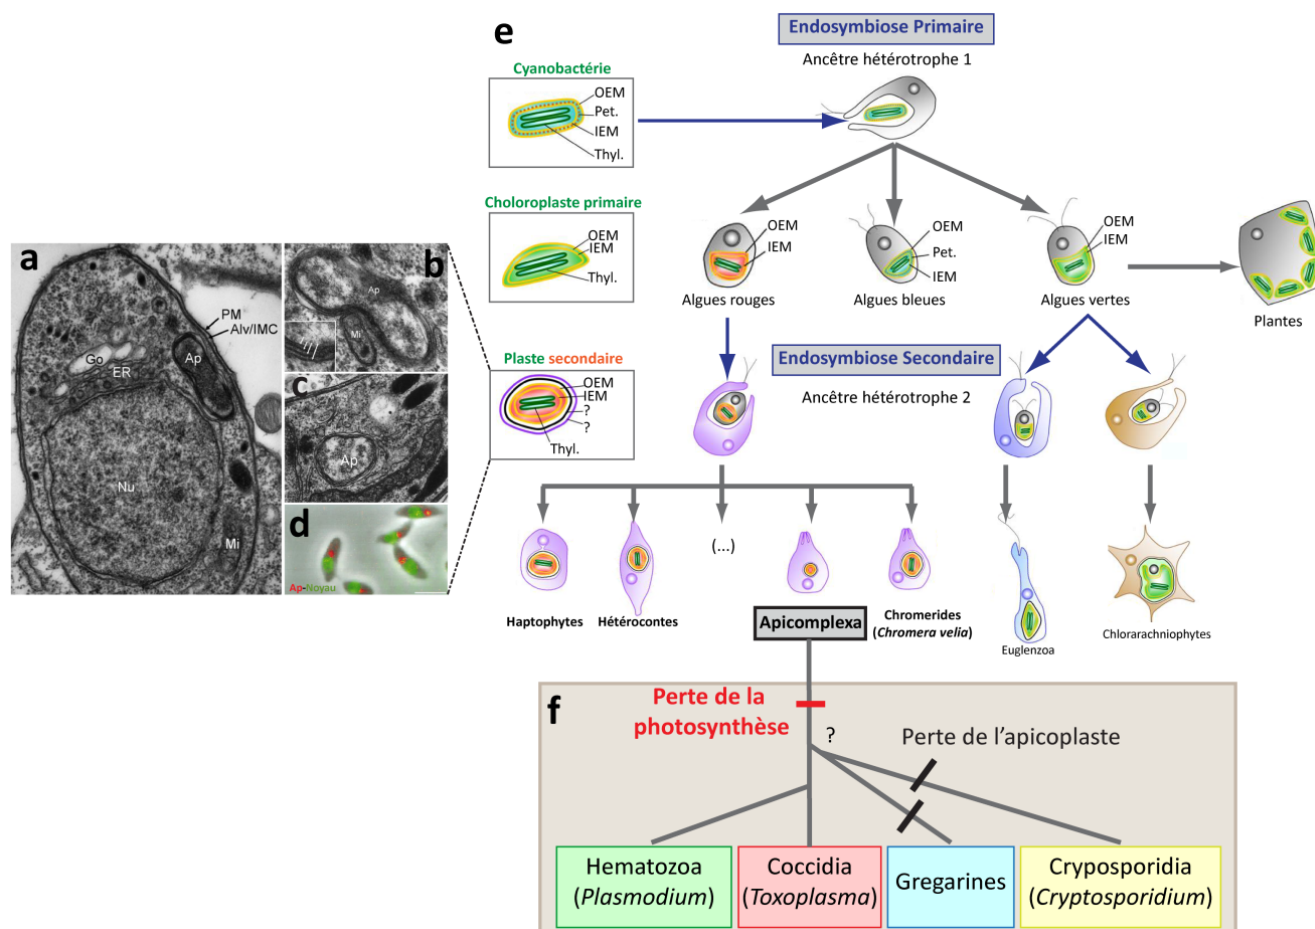 e
Endosymbiose Primaire
Ancêtre hétérotrophe 1
Cyanobactérie
OEM
Pet.
IEM
Thyl.
Choloroplaste primaire
OEM
IEM
Thyl.
OEM
IEM
Algues rouges
OEM
Pet.
IEM
Algues bleues
OEM
IEM
Algues vertes
Plantes
a
PM
Alv/IMC
Go
ER
Ap
Nu
Mi
b
Ap
Mi
c
Ap
d
Ap-Noyau
Plaste secondaire
OEM
IEM
?
?
Thyl.
Endosymbiose Secondaire
Ancêtre hétérotrophe 2
Haptophytes
Hétérocontes
(...)
Apicomplexa
Chromerides
(Chromera velia)
Euglenzoa
Chlorarachniophytes
f
Perte de la
photosynthèse
?
Perte de l'apicoplaste
Hematozoa
(Plasmodium)
Coccidia
(Toxoplasma)
Gregarines
Cryposporidia
(Cryptosporidium)